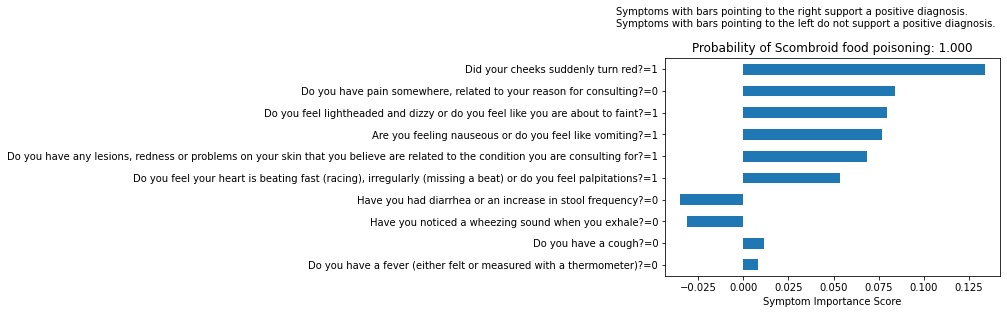 Symptoms with bars pointing to the right support a positive diagnosis.
Symptoms with bars pointing to the left do not support a positive diagnosis.
Probability of Scombroid food poisoning: 1.000
Did your cheeks suddenly turn red?=1
Do you have pain somewhere, related to your reason for consulting?=0
Do you feel lightheaded and dizzy or do you feel like you are about to faint?=1
Are you feeling nauseous or do you feel like vomiting?=1
Do you have any lesions, redness or problems on your skin that you believe are related to the condition you are consulting for?=1
Do you feel your heart is beating fast (racing), irregularly (missing a beat) or do you feel palpitations?=1
Have you had diarrhea or an increase in stool frequency?=0
Have you noticed a wheezing sound when you exhale?=0
Do you have a cough?=0
Do you have a fever (either felt or measured with a thermometer)?=0
−0.025 0.000 0.025 0.050 0.075 0.100 0.125
Symptom Importance Score